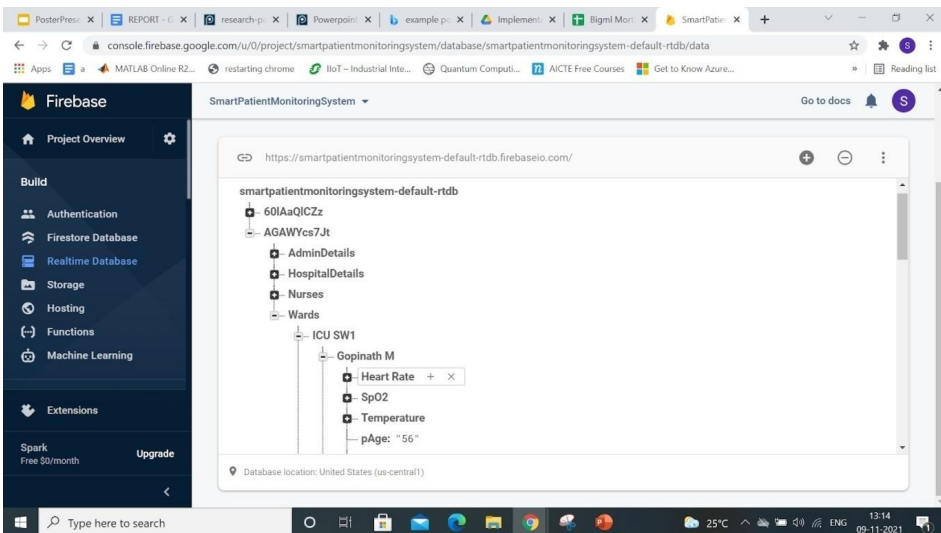 PosterPrese
REPORT - G
research-po
Powerpoint
example po
Implementa
Bigml Mort
SmartPatien
console.firebase.google.com/u/0/project/smartpatientmonitoringsystem/database/smartpatientmonitoringsystem-default-rtdb/data
S
Apps a MATLAB Online R2... restarting chrome IIoT – Industrial Inte... Quantum Computi... AICTE Free Courses Get to Know Azure... » Reading list
Firebase
SmartPatientMonitoringSystem
Go to docs
S
Project Overview
https://smartpatientmonitoringsystem-default-rtdb.firebaseio.com/
Build
Authentication
Firestore Database
Realtime Database
Storage
Hosting
Functions
Machine Learning
Extensions
Spark
Free $0/month
Upgrade
smartpatientmonitoringsystem-default-rtdb
AGAWYcs7Jt
AdminDetails
HospitalDetails
Nurses
Wards
ICU SW1
Gopinath M
Heart Rate + ×
SpO2
Temperature
pAge: "56"
Database location: United States (us-central1)
Type here to search
25°C
ENG
13:14
09-11-2021